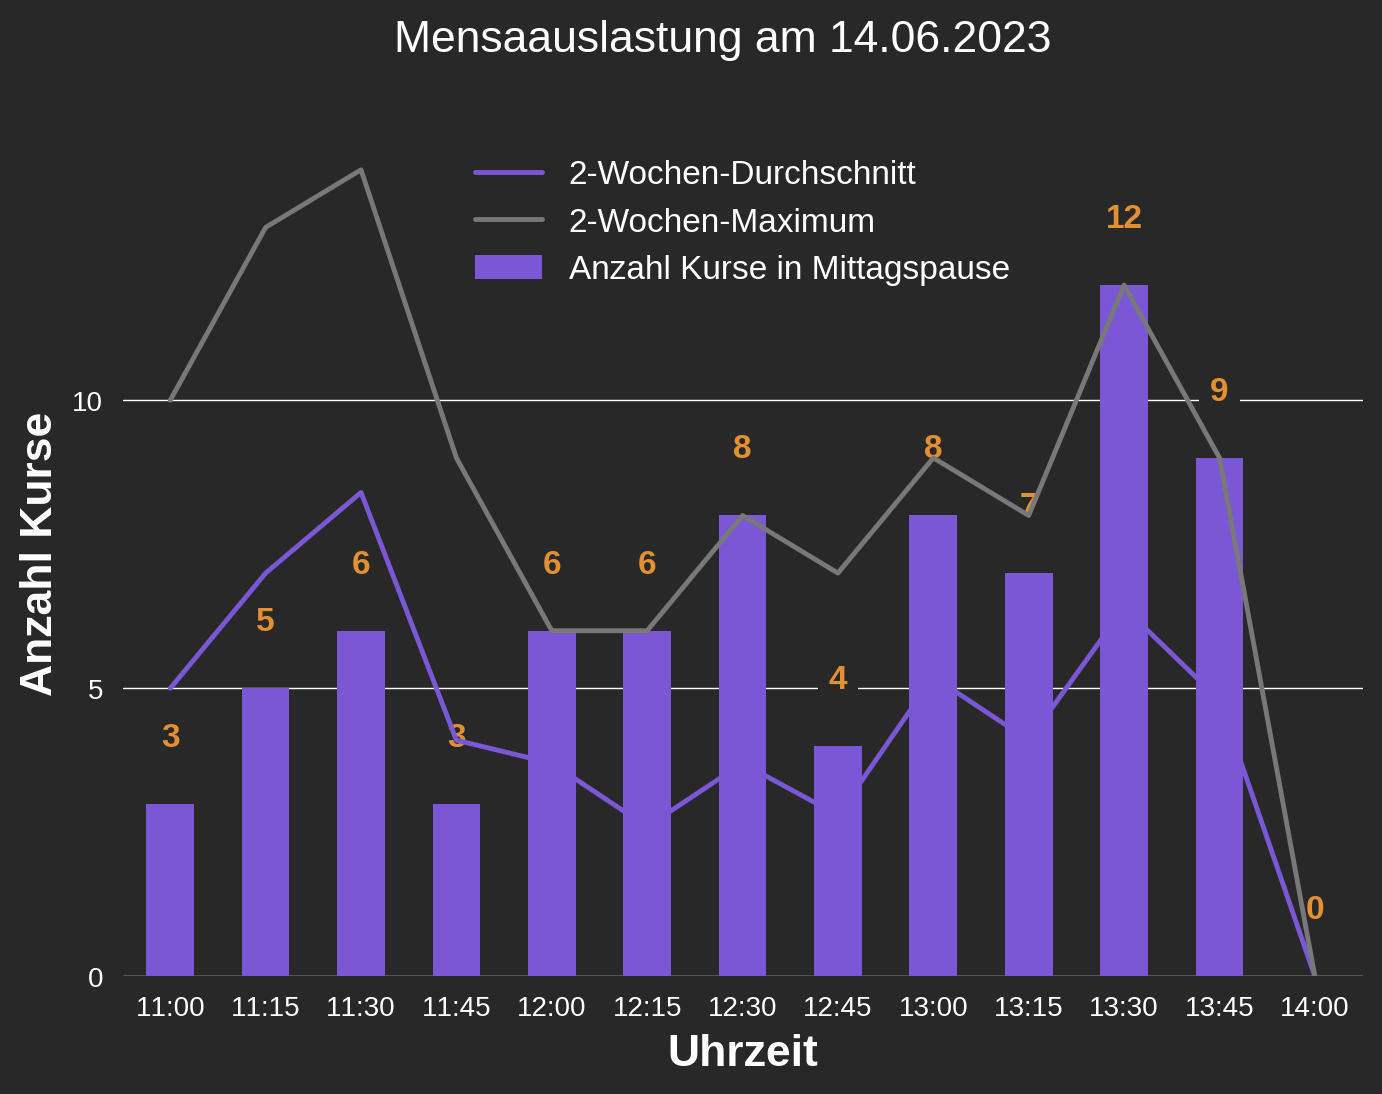 Mensaauslastung am 14.06.2023
2-Wochen-Durchschnitt
2-Wochen-Maximum
Anzahl Kurse in Mittagspause
12
10
9
8
8
7
6
6
6
5
5
4
3
3
0
0
Anzahl Kurse
11:00 11:15 11:30 11:45 12:00 12:15 12:30 12:45 13:00 13:15 13:30 13:45 14:00
Uhrzeit